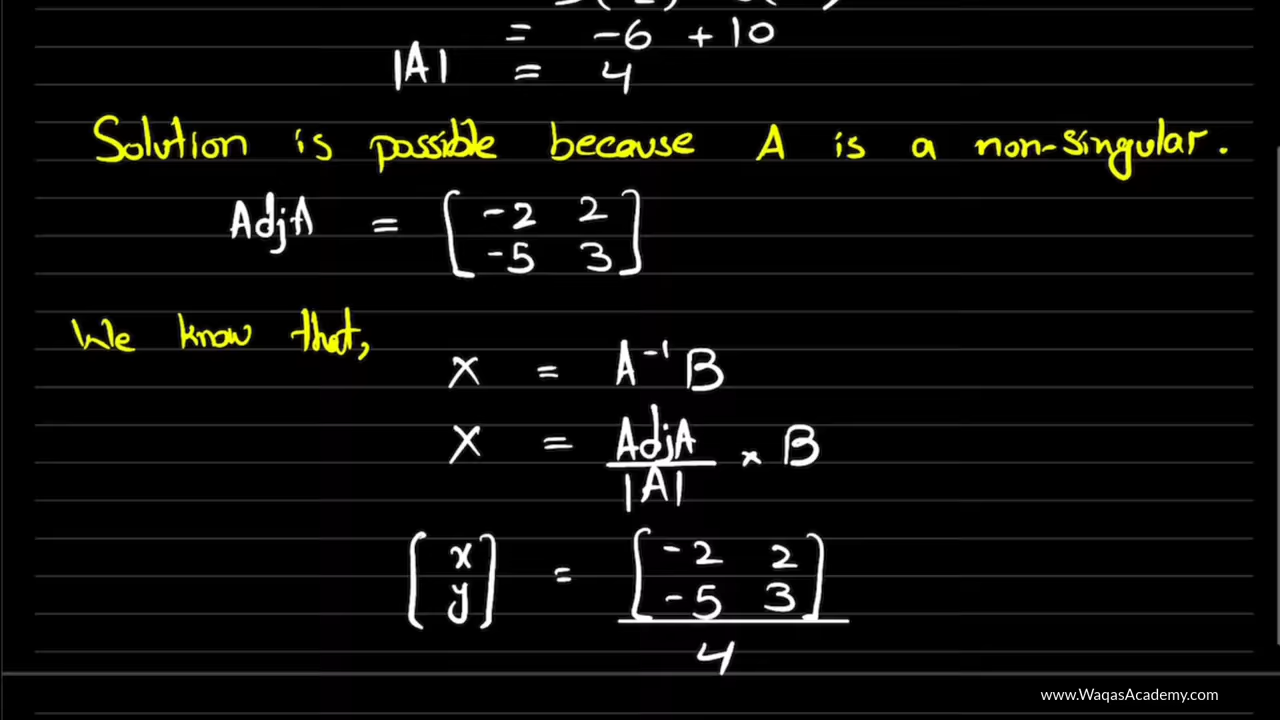 = -6 + 10
|A| = 4
Solution is possible because A is a non-singular.
AdjA = [ -2 2
-5 3 ]
We know that,
X = A⁻¹ B
X = AdjA / |A| × B
[ x
y ] = [ -2 2
-5 3 ]
4
www.WaqasAcademy.com